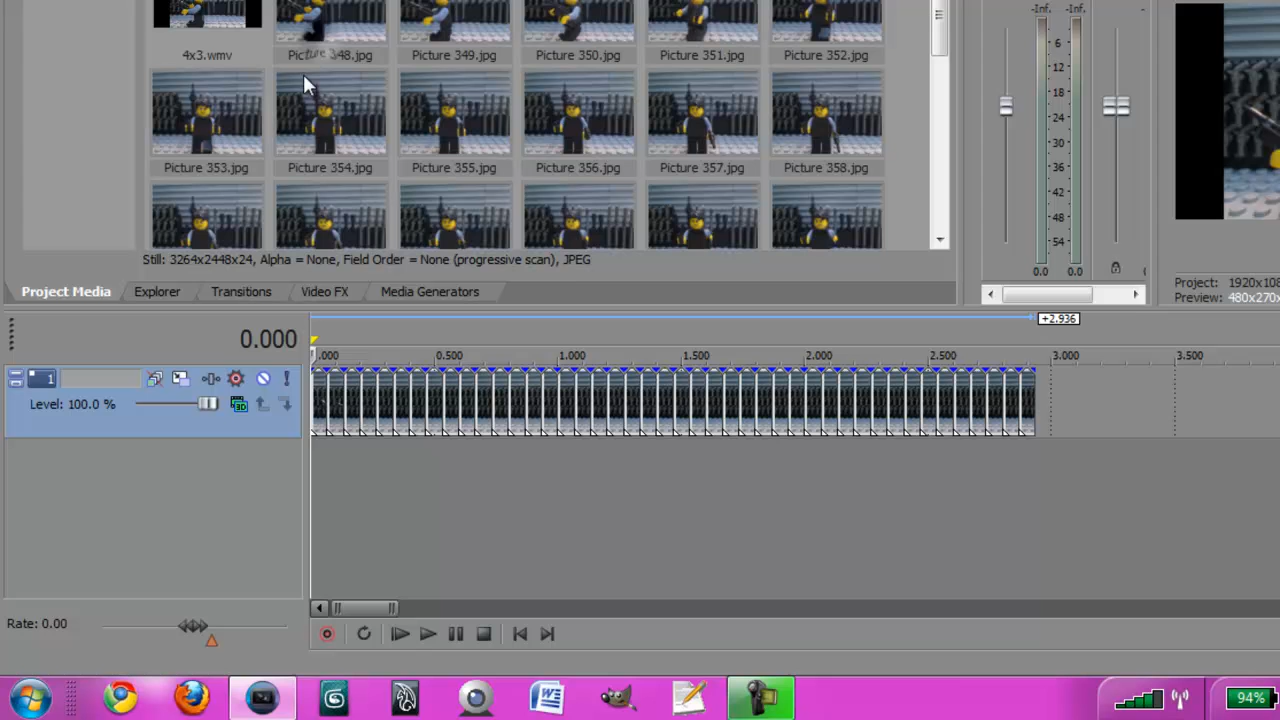 4x3.wmv Picture 348.jpg Picture 349.jpg Picture 350.jpg Picture 351.jpg Picture 352.jpg
Picture 353.jpg Picture 354.jpg Picture 355.jpg Picture 356.jpg Picture 357.jpg Picture 358.jpg
Still: 3264x2448x24, Alpha = None, Field Order = None (progressive scan), JPEG
Project Media Explorer Transitions Video FX Media Generators
-Inf. -Inf. -
6
12
18
24
30
36
42
48
54
0.0 0.0
Project: 1920x108
Preview: 480x270x
+2.936
0.000
.000 0.500 1.000 1.500 2.000 2.500 3.000 3.500
1
Level: 100.0 %
3D
Rate: 0.00
94%